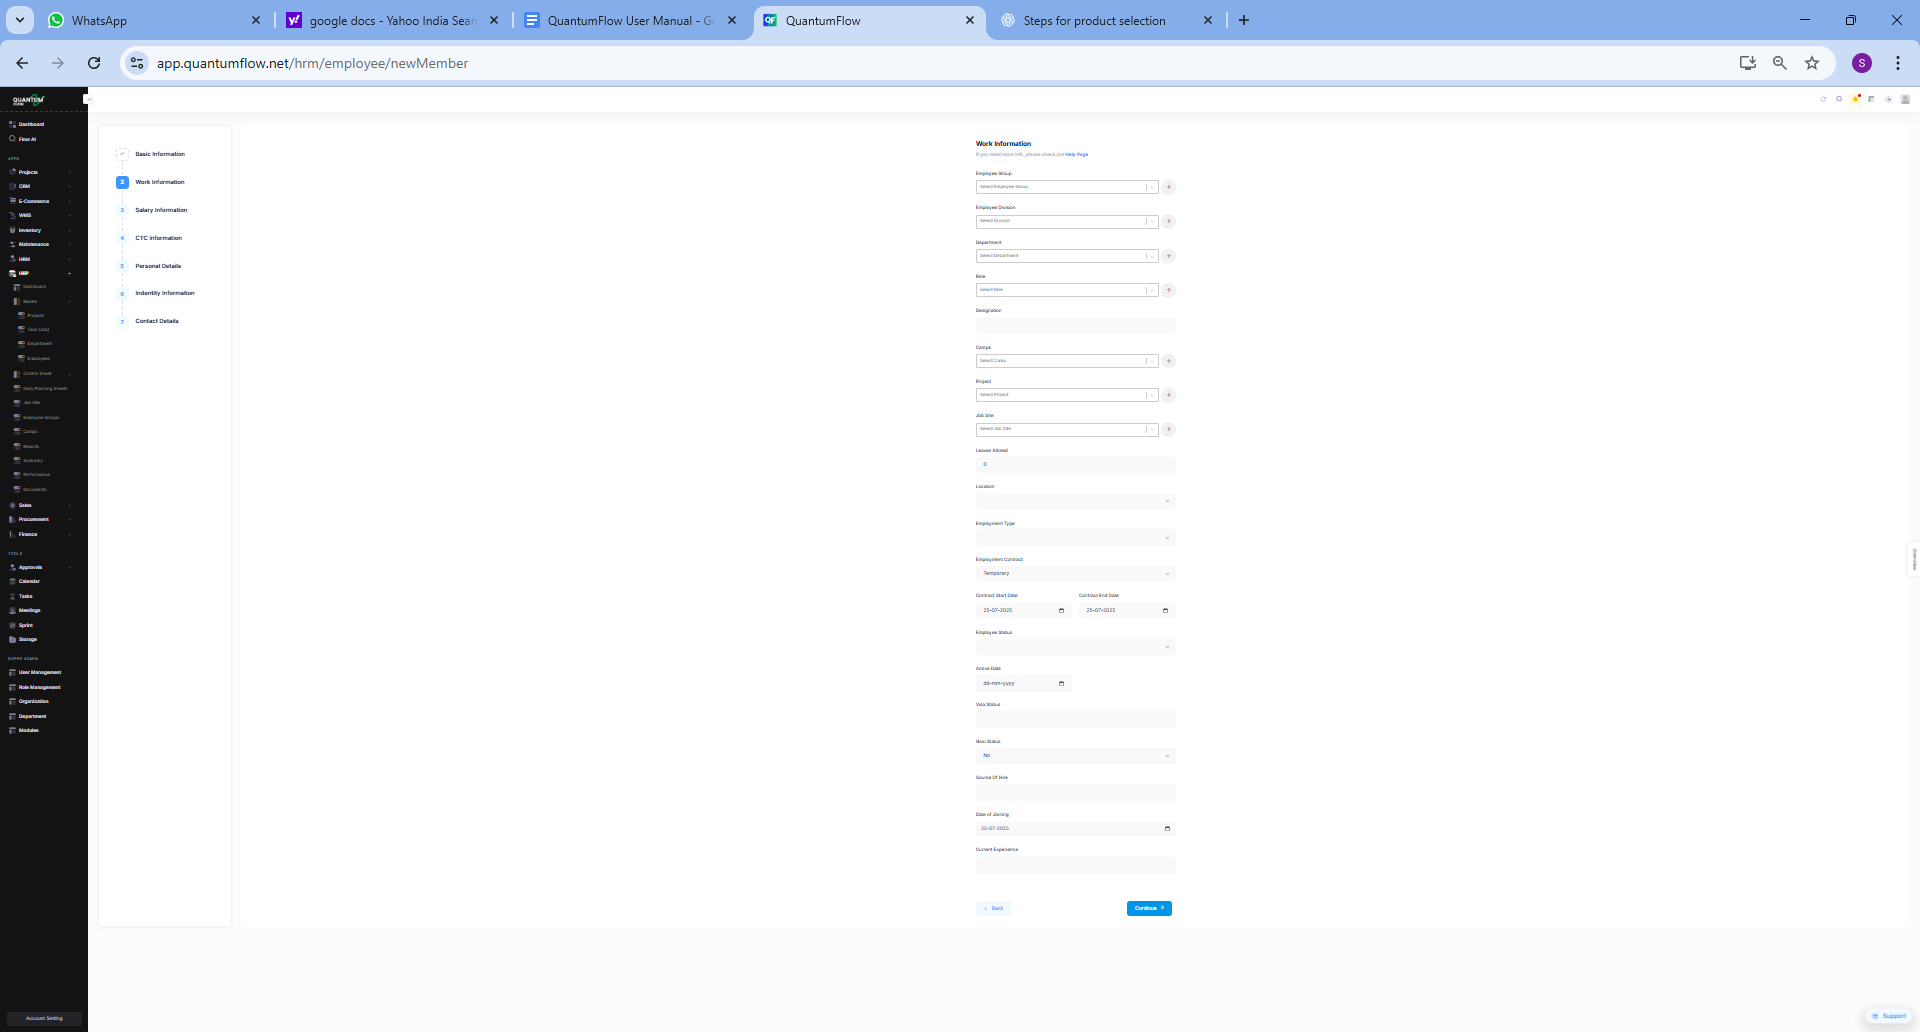 WhatsApp
google docs - Yahoo India Sear
QuantumFlow User Manual - G
QuantumFlow
Steps for product selection
app.quantumflow.net/hrm/employee/newMember
S
QUANTUM
FLOW
Dashboard
Flow AI
APPS
Projects
CRM
E-Commerce
WMS
Inventory
Maintenance
HRM
HRP
Dashboard
Master
Projects
Task Lists
Department
Employees
Control Sheet
Daily Planning Sheets
Job Site
Employee Groups
Camps
Reports
Summary
Performance
Documents
Sales
Procurement
Finance
TOOLS
Approvals
Calendar
Tasks
Meetings
Sprint
Storage
SUPER ADMIN
User Management
Role Management
Organization
Department
Modules
Account Setting
Basic Information
2 Work Information
3 Salary Information
4 CTC Information
5 Personal Details
6 Indentity Information
7 Contact Details
Work Information
If you need more info, please check out Help Page
Employee Group
Select Employee Group
Employee Division
Select Division
Department
Select Department
Role
Select Role
Designation
Camps
Select Camp
Project
Select Project
Job Site
Select Job Site
Leaves Alloted
0
Location
Employment Type
Employment Contract
Temporary
Contract Start Date Contract End Date
25-07-2025 25-07-2025
Employee Status
Active Date
dd-mm-yyyy
Visa Status
Gosi Status
No
Source Of Hire
Date of Joining
25-07-2025
Current Experience
Back
Continue
Overview
Support